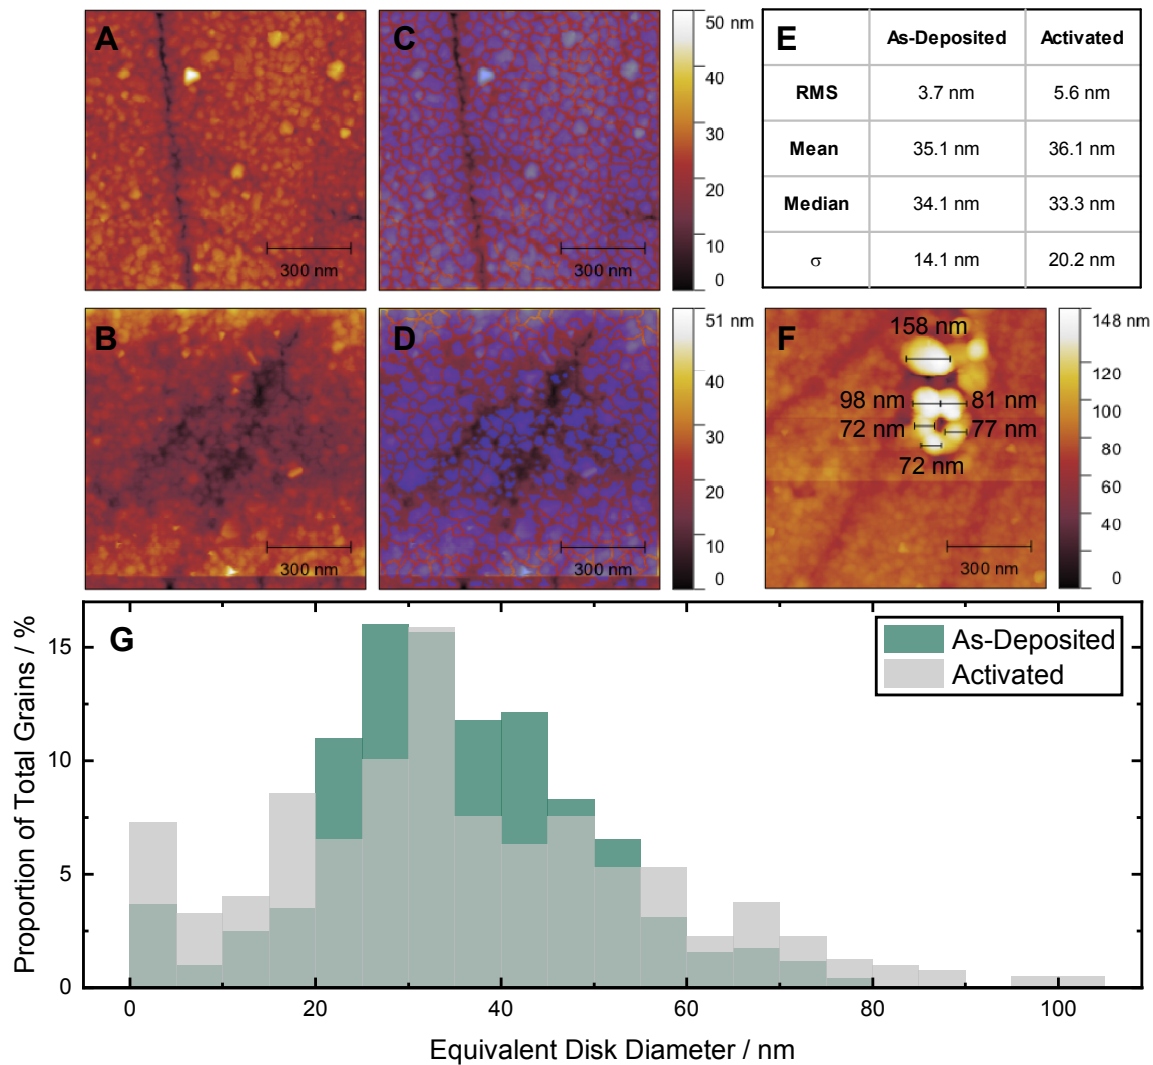 A
300 nm
C
300 nm
50 nm
40
30
20
10
0
E
As-Deposited Activated
RMS 3.7 nm 5.6 nm
Mean 35.1 nm 36.1 nm
Median 34.1 nm 33.3 nm
σ 14.1 nm 20.2 nm
B
300 nm
D
300 nm
51 nm
40
30
20
10
0
F
158 nm
98 nm 81 nm
72 nm 77 nm
72 nm
300 nm
148 nm
120
100
80
60
40
0
G
As-Deposited
Activated
Proportion of Total Grains / %
15
10
5
0
0 20 40 60 80 100
Equivalent Disk Diameter / nm